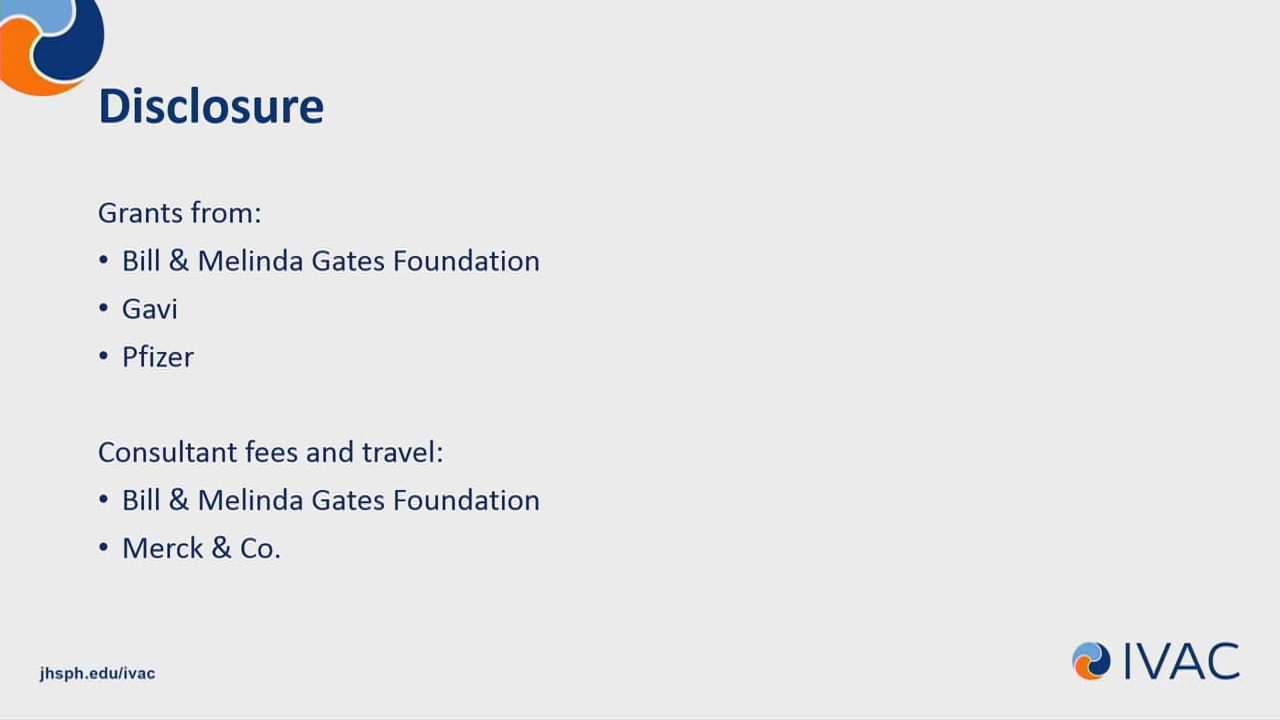 Disclosure
Grants from:
• Bill & Melinda Gates Foundation
• Gavi
• Pfizer
Consultant fees and travel:
• Bill & Melinda Gates Foundation
• Merck & Co.
jhsph.edu/ivac
IVAC